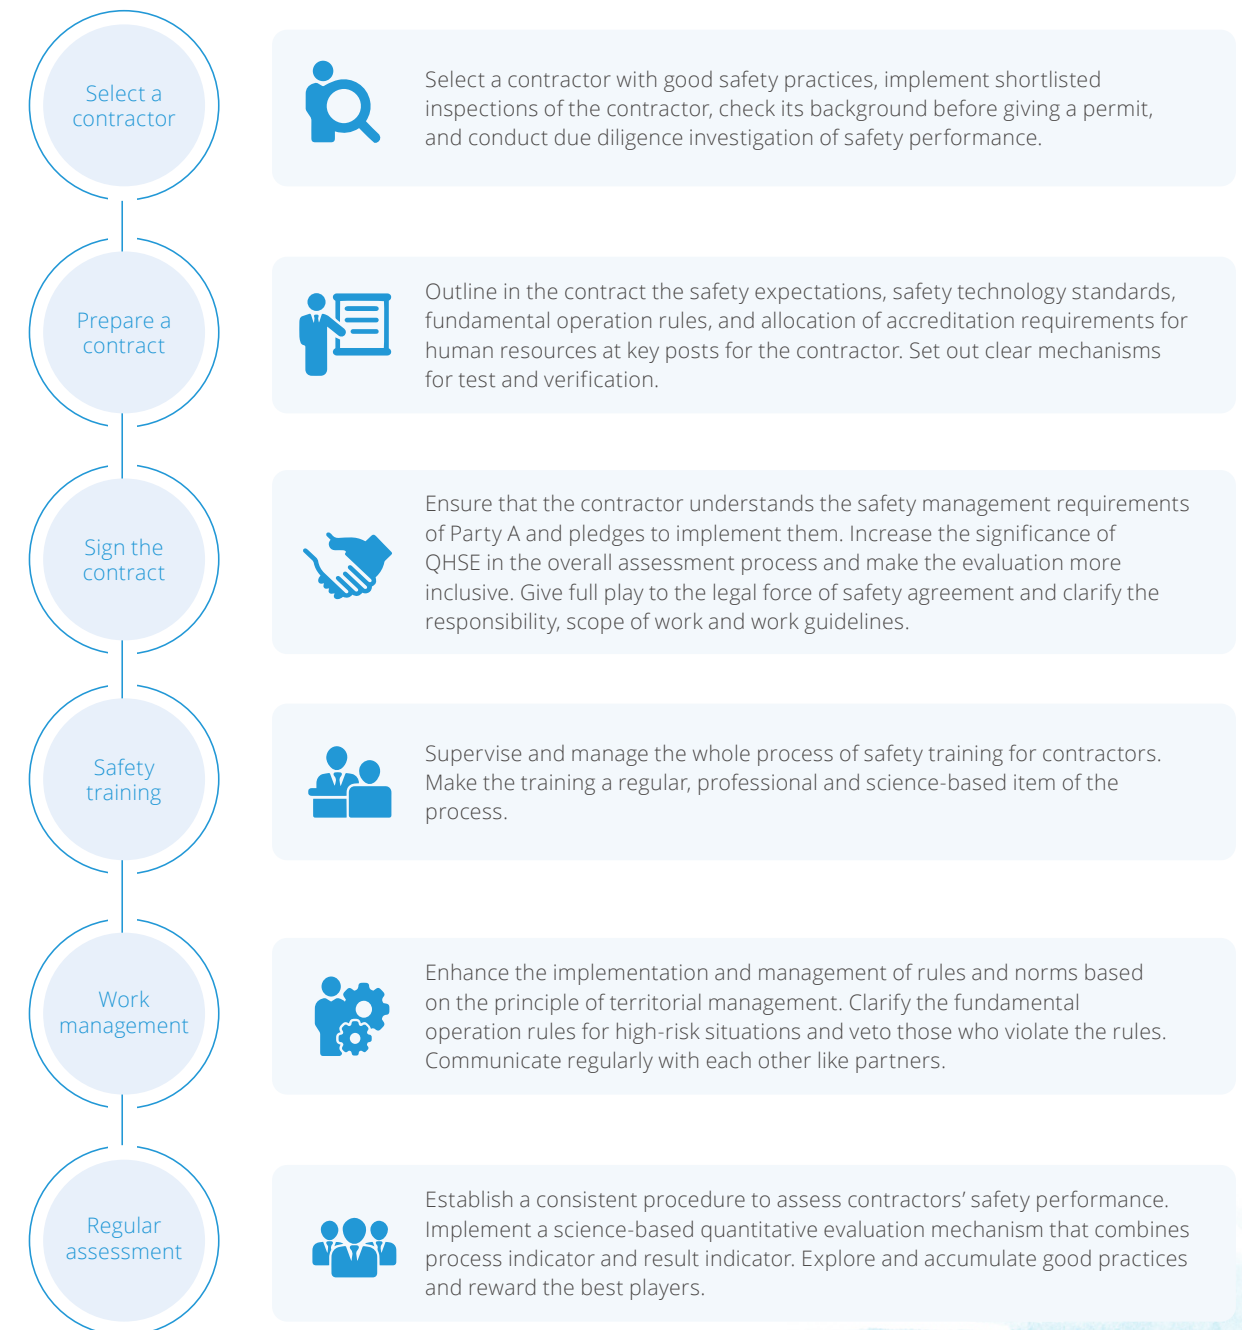 Select a
contractor
Select a contractor with good safety practices, implement shortlisted
inspections of the contractor, check its background before giving a permit,
and conduct due diligence investigation of safety performance.
Prepare a
contract
Outline in the contract the safety expectations, safety technology standards,
fundamental operation rules, and allocation of accreditation requirements for
human resources at key posts for the contractor. Set out clear mechanisms
for test and verification.
Sign the
contract
Ensure that the contractor understands the safety management requirements
of Party A and pledges to implement them. Increase the significance of
QHSE in the overall assessment process and make the evaluation more
inclusive. Give full play to the legal force of safety agreement and clarify the
responsibility, scope of work and work guidelines.
Safety
training
Supervise and manage the whole process of safety training for contractors.
Make the training a regular, professional and science-based item of the
process.
Work
management
Enhance the implementation and management of rules and norms based
on the principle of territorial management. Clarify the fundamental
operation rules for high-risk situations and veto those who violate the rules.
Communicate regularly with each other like partners.
Regular
assessment
Establish a consistent procedure to assess contractors’ safety performance.
Implement a science-based quantitative evaluation mechanism that combines
process indicator and result indicator. Explore and accumulate good practices
and reward the best players.